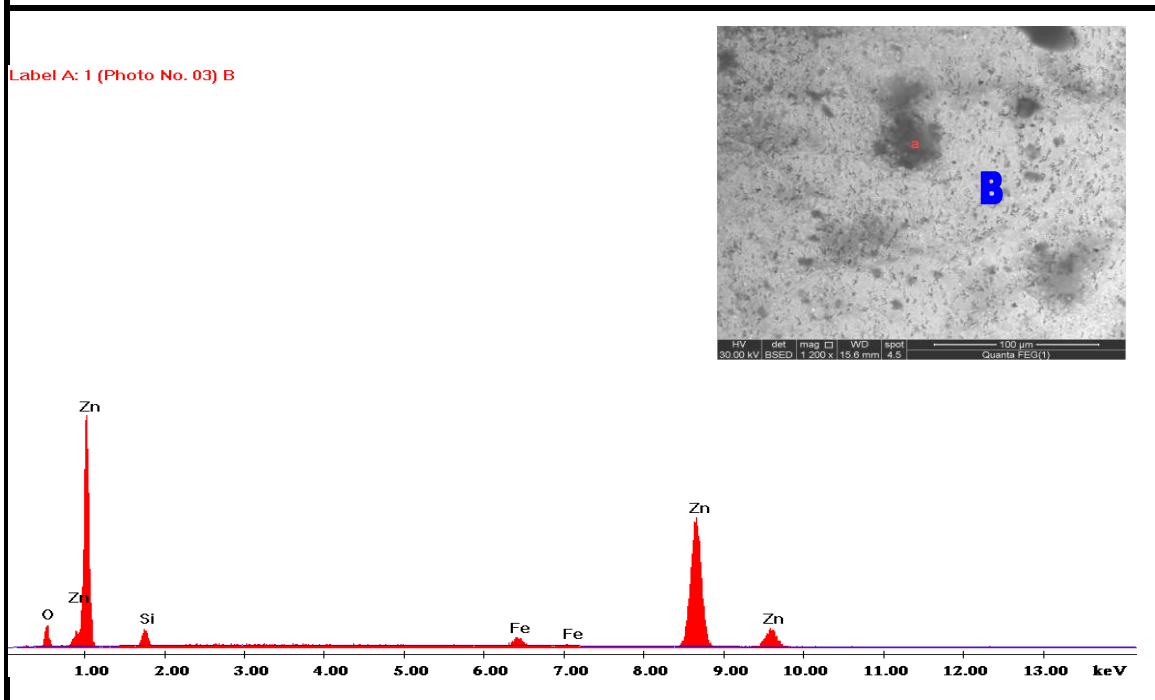 Label A: 1 (Photo No. 03) B
a
B
HV det mag WD spot 100 µm
30.00 kV BSED 1 200 x 15.6 mm 4.5 Quanta FEG(1)
Zn
Zn
Zn
O
Si
Fe
Fe
Zn
1.00 2.00 3.00 4.00 5.00 6.00 7.00 8.00 9.00 10.00 11.00 12.00 13.00 keV